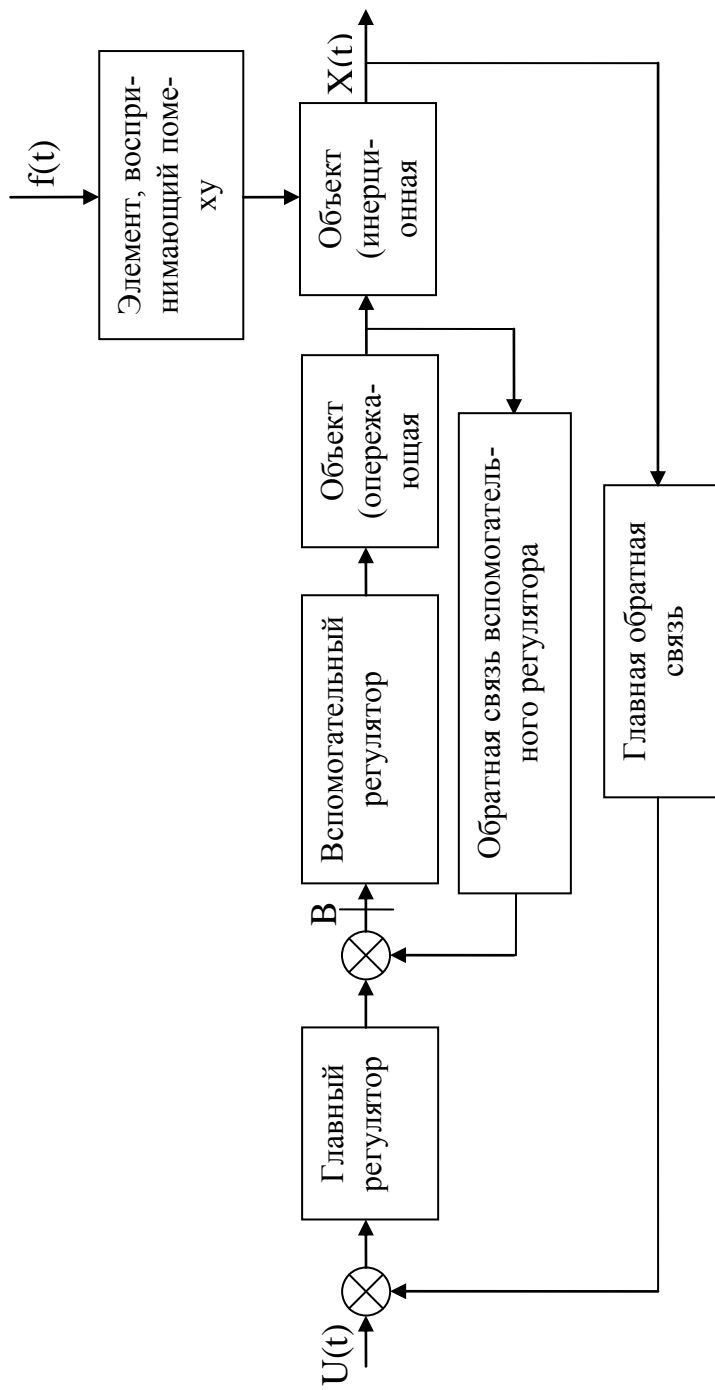 f(t)
Элемент, воспри-
нимающий поме-
ху
U(t)
Главный
регулятор
В
Вспомогательный
регулятор
Объект
(опережа-
ющая
Объект
(инерци-
онная
X(t)
Обратная связь вспомогатель-
ного регулятора
Главная обратная
связь